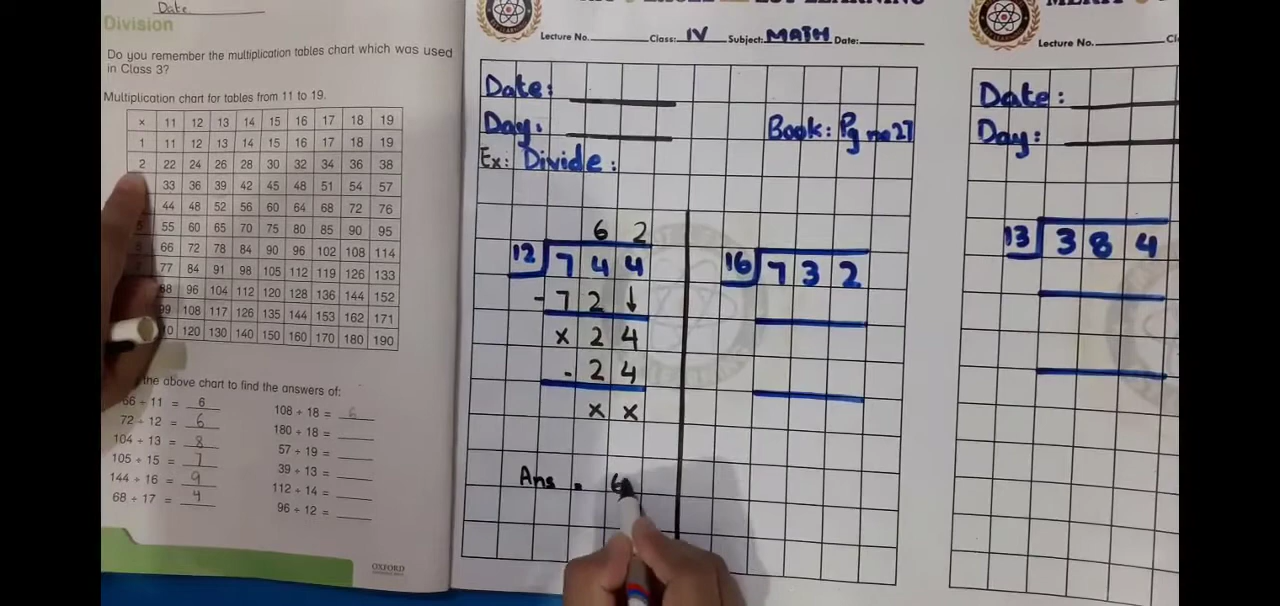 Date
Division
Do you remember the multiplication tables chart which was used
in Class 3?
Multiplication chart for tables from 11 to 19.
× 11 12 13 14 15 16 17 18 19
1 11 12 13 14 15 16 17 18 19
2 22 24 26 28 30 32 34 36 38
33 36 39 42 45 48 51 54 57
44 48 52 56 60 64 68 72 76
5 55 60 65 70 75 80 85 90 95
66 72 78 84 90 96 102 108 114
77 84 91 98 105 112 119 126 133
88 96 104 112 120 128 136 144 152
99 108 117 126 135 144 153 162 171
10 120 130 140 150 160 170 180 190
the above chart to find the answers of:
66 ÷ 11 = 6
72 ÷ 12 = 6
104 ÷ 13 = 8
105 ÷ 15 = 7
144 ÷ 16 = 9
68 ÷ 17 = 4
108 ÷ 18 = 6
180 ÷ 18 =
57 ÷ 19 =
39 ÷ 13 =
112 ÷ 14 =
96 ÷ 12 =
OXFORD
Lecture No. Class: IV Subject: MATH Date:
Date:
Day:
Book: Pg no 27
Ex: Divide:
6 2
12 7 4 4
- 7 2 ↓
× 2 4
- 2 4
× ×
Ans = 6
16 7 3 2
Lecture No.
Date:
Day:
13 3 8 4